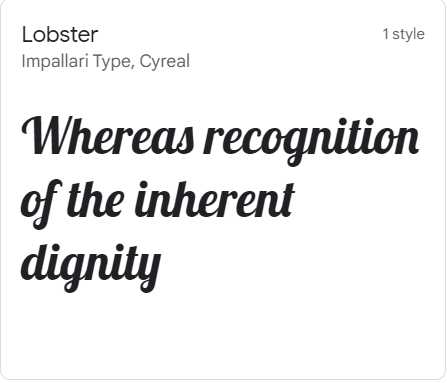 Lobster
1 style
Impallari Type, Cyreal
Whereas recognition
of the inherent
dignity